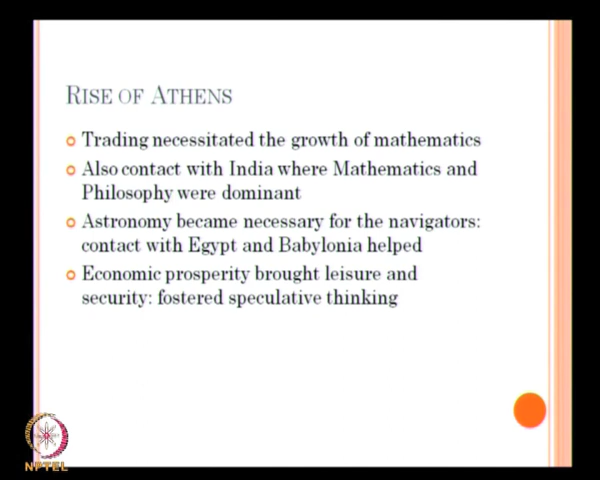 RISE OF ATHENS
Trading necessitated the growth of mathematics
Also contact with India where Mathematics and
Philosophy were dominant
Astronomy became necessary for the navigators:
contact with Egypt and Babylonia helped
Economic prosperity brought leisure and
security: fostered speculative thinking
NPTEL